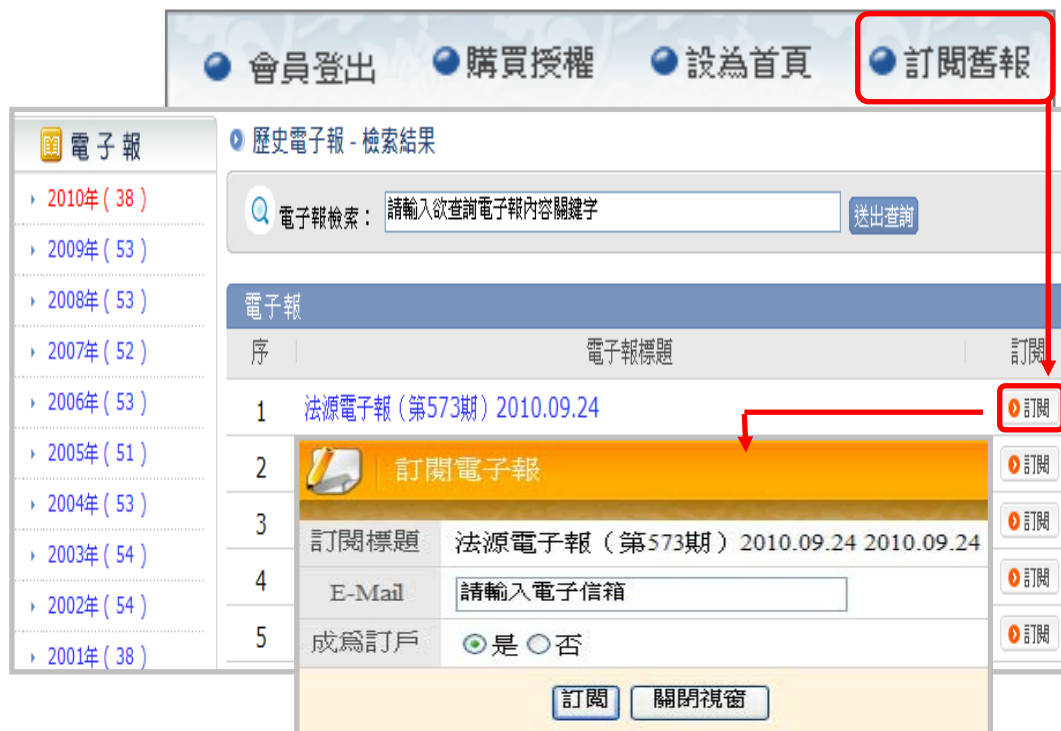 會員登出 購買授權 設為首頁 訂閱舊報
電子報
2010年 ( 38 )
2009年 ( 53 )
2008年 ( 53 )
2007年 ( 52 )
2006年 ( 53 )
2005年 ( 51 )
2004年 ( 53 )
2003年 ( 54 )
2002年 ( 54 )
2001年 ( 38 )
歷史電子報 - 檢索結果
電子報檢索： 請輸入欲查詢電子報內容關鍵字 送出查詢
電子報
序 電子報標題 訂閱
1 法源電子報（第573期）2010.09.24 訂閱
2 訂閱
3 訂閱
4 訂閱
5 訂閱
訂閱電子報
訂閱標題 法源電子報（第573期）2010.09.24 2010.09.24
E-Mail 請輸入電子信箱
成為訂戶 是 否
訂閱 關閉視窗